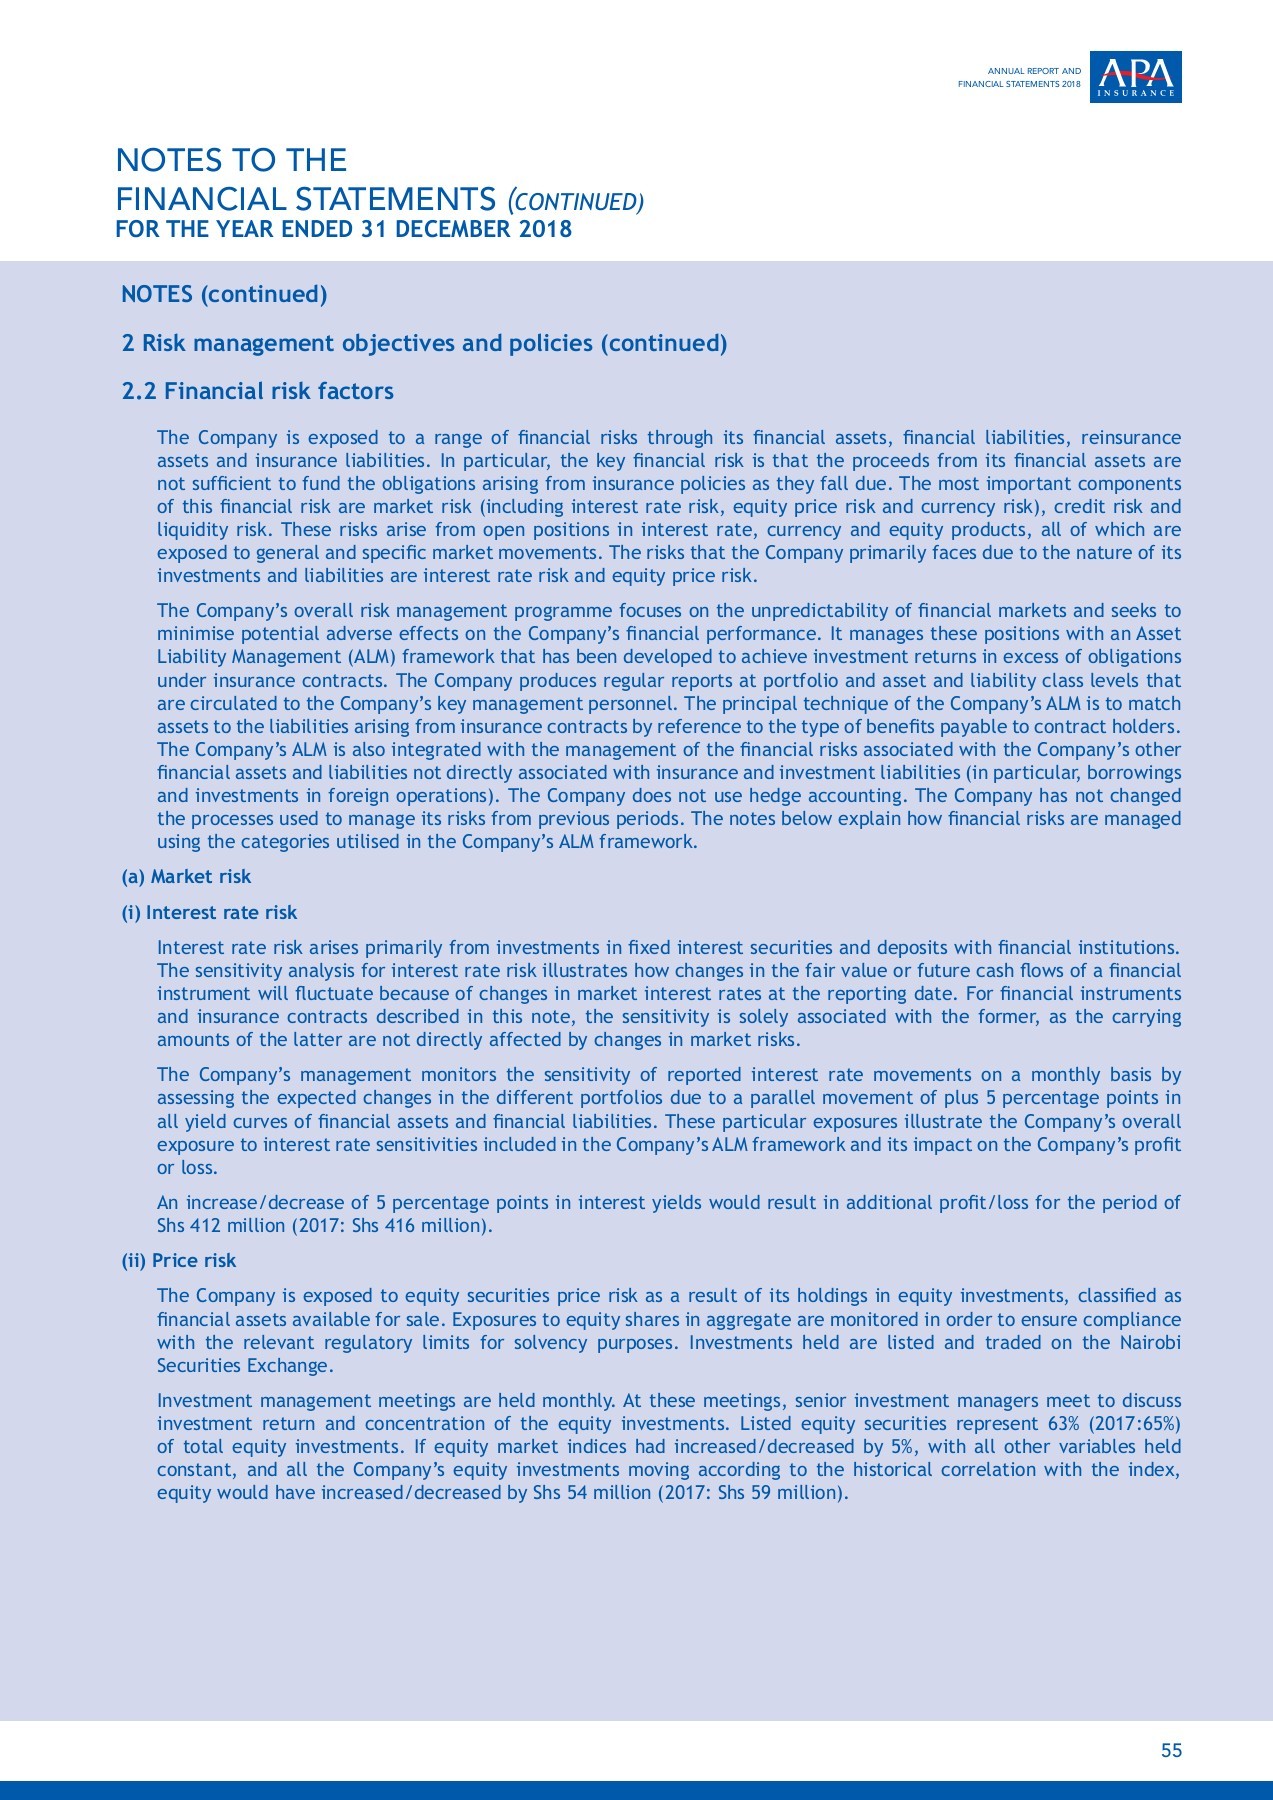 ANNUAL REPORT AND
FINANCIAL STATEMENTS 2018
APA
INSURANCE
NOTES TO THE
FINANCIAL STATEMENTS (CONTINUED)
FOR THE YEAR ENDED 31 DECEMBER 2018
NOTES (continued)
2 Risk management objectives and policies (continued)
2.2 Financial risk factors
The Company is exposed to a range of financial risks through its financial assets, financial liabilities, reinsurance
assets and insurance liabilities. In particular, the key financial risk is that the proceeds from its financial assets are
not sufficient to fund the obligations arising from insurance policies as they fall due. The most important components
of this financial risk are market risk (including interest rate risk, equity price risk and currency risk), credit risk and
liquidity risk. These risks arise from open positions in interest rate, currency and equity products, all of which are
exposed to general and specific market movements. The risks that the Company primarily faces due to the nature of its
investments and liabilities are interest rate risk and equity price risk.
The Company’s overall risk management programme focuses on the unpredictability of financial markets and seeks to
minimise potential adverse effects on the Company’s financial performance. It manages these positions with an Asset
Liability Management (ALM) framework that has been developed to achieve investment returns in excess of obligations
under insurance contracts. The Company produces regular reports at portfolio and asset and liability class levels that
are circulated to the Company’s key management personnel. The principal technique of the Company’s ALM is to match
assets to the liabilities arising from insurance contracts by reference to the type of benefits payable to contract holders.
The Company’s ALM is also integrated with the management of the financial risks associated with the Company’s other
financial assets and liabilities not directly associated with insurance and investment liabilities (in particular, borrowings
and investments in foreign operations). The Company does not use hedge accounting. The Company has not changed
the processes used to manage its risks from previous periods. The notes below explain how financial risks are managed
using the categories utilised in the Company’s ALM framework.
(a) Market risk
(i) Interest rate risk
Interest rate risk arises primarily from investments in fixed interest securities and deposits with financial institutions.
The sensitivity analysis for interest rate risk illustrates how changes in the fair value or future cash flows of a financial
instrument will fluctuate because of changes in market interest rates at the reporting date. For financial instruments
and insurance contracts described in this note, the sensitivity is solely associated with the former, as the carrying
amounts of the latter are not directly affected by changes in market risks.
The Company’s management monitors the sensitivity of reported interest rate movements on a monthly basis by
assessing the expected changes in the different portfolios due to a parallel movement of plus 5 percentage points in
all yield curves of financial assets and financial liabilities. These particular exposures illustrate the Company’s overall
exposure to interest rate sensitivities included in the Company’s ALM framework and its impact on the Company’s profit
or loss.
An increase/decrease of 5 percentage points in interest yields would result in additional profit/loss for the period of
Shs 412 million (2017: Shs 416 million).
(ii) Price risk
The Company is exposed to equity securities price risk as a result of its holdings in equity investments, classified as
financial assets available for sale. Exposures to equity shares in aggregate are monitored in order to ensure compliance
with the relevant regulatory limits for solvency purposes. Investments held are listed and traded on the Nairobi
Securities Exchange.
Investment management meetings are held monthly. At these meetings, senior investment managers meet to discuss
investment return and concentration of the equity investments. Listed equity securities represent 63% (2017:65%)
of total equity investments. If equity market indices had increased/decreased by 5%, with all other variables held
constant, and all the Company’s equity investments moving according to the historical correlation with the index,
equity would have increased/decreased by Shs 54 million (2017: Shs 59 million).
55